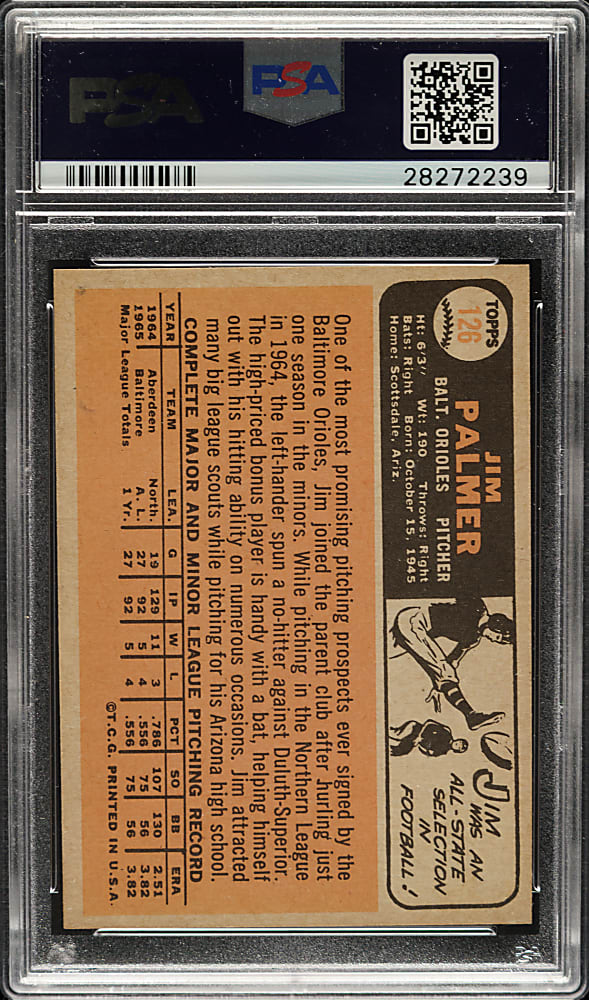 PSA
PSA
28272239
TOPPS
126
JIM
PALMER
BALT. ORIOLES PITCHER
Ht: 6'3" Wt: 190 Throws: Right
Bats: Right Born: October 15, 1945
Home: Scottsdale, Ariz.
JIM
WAS AN
ALL-STATE
SELECTION
IN
FOOTBALL!
One of the most promising pitching prospects ever signed by the
Baltimore Orioles, Jim joined the parent club after hurling just
one season in the minors. While pitching in the Northern League
in 1964, the left-hander spun a no-hitter against Duluth-Superior.
The high-priced bonus player is handy with a bat, helping himself
out with his hitting ability on numerous occasions. Jim attracted
many big league scouts while pitching for his Arizona high school.
COMPLETE MAJOR AND MINOR LEAGUE PITCHING RECORD
YEAR TEAM LEA. G IP W L PCT SO BB ERA
1964 Aberdeen North. 19 129 11 3 .786 107 130 2.51
1965 Baltimore A. L. 27 92 5 4 .556 75 56 3.82
Major League Totals 1 Yr. 27 92 5 4 .556 75 56 3.82
©T.C.G. PRINTED IN U.S.A.